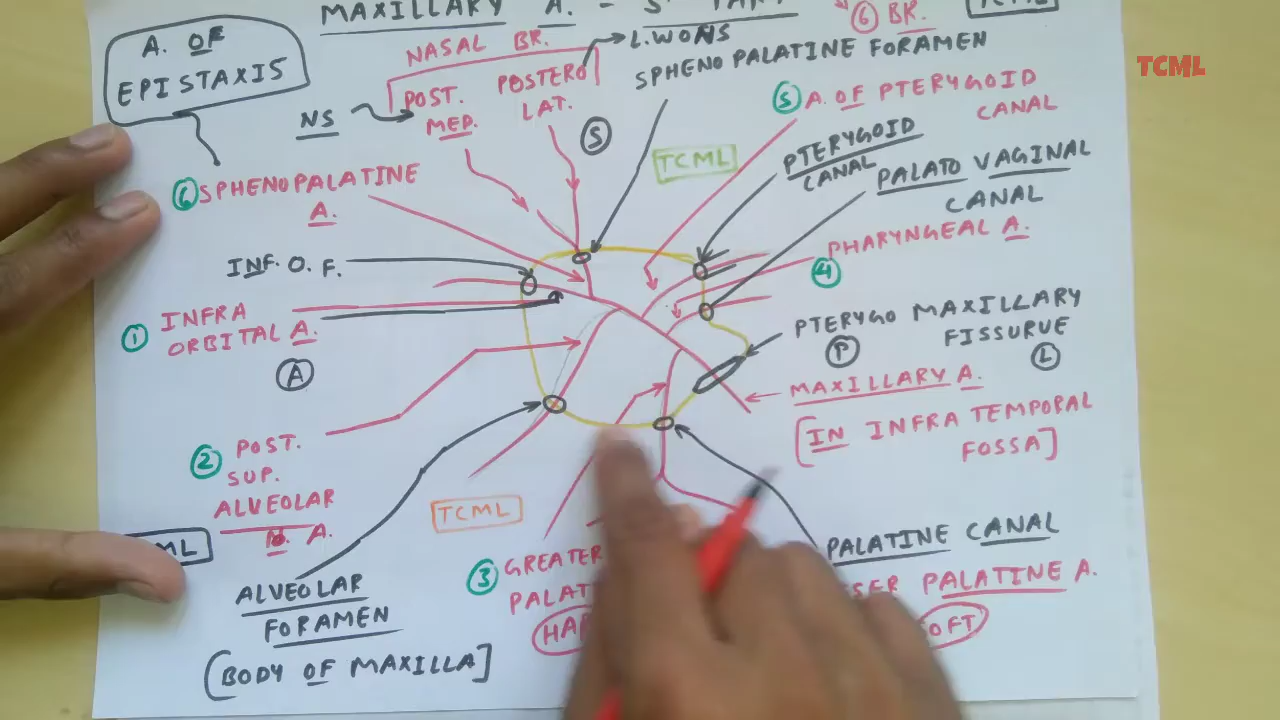 MAXILLARY A. -
6 BR.
TCML
TCML
A. OF
EPISTAXIS
NASAL BR.
L.WONS
NS
POST.
MED.
POSTERO
LAT.
S
SPHENO PALATINE FORAMEN
5 A. OF PTERYGOID
CANAL
TCML
PTERYGOID
CANAL
PALATO VAGINAL
CANAL
6 SPHENOPALATINE
A.
PHARYNGEAL A.
4
INF. O. F.
1 INFRA
ORBITAL A.
A
PTERYGO MAXILLARY
FISSURVE
P
L
MAXILLARY A.
[IN INFRA TEMPORAL
FOSSA]
2 POST.
SUP.
ALVEOLAR
A.
TCML
ML
PALATINE CANAL
3 GREATER
PALAT
HAR
SER PALATINE A.
OFT
ALVEOLAR
FORAMEN
[BODY OF MAXILLA]